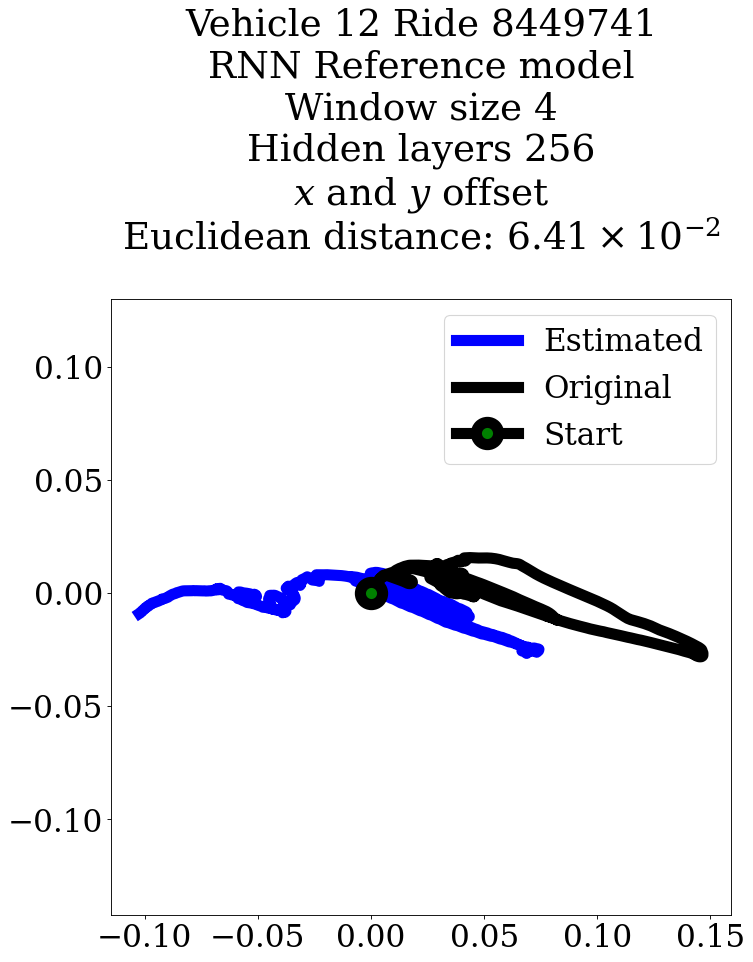 Vehicle 12 Ride 8449741
RNN Reference model
Window size 4
Hidden layers 256
x and y offset
Euclidean distance: 6.41 × 10⁻²
Estimated
Original
Start
0.10
0.05
0.00
−0.05
−0.10
−0.10 −0.05 0.00 0.05 0.10 0.15